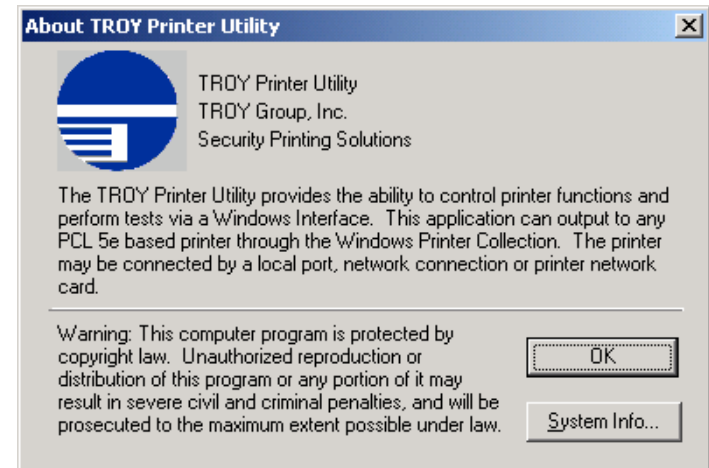 About TROY Printer Utility
TROY Printer Utility
TROY Group, Inc.
Security Printing Solutions
The TROY Printer Utility provides the ability to control printer functions and
perform tests via a Windows Interface. This application can output to any
PCL 5e based printer through the Windows Printer Collection. The printer
may be connected by a local port, network connection or printer network
card.
Warning: This computer program is protected by
copyright law. Unauthorized reproduction or
distribution of this program or any portion of it may
result in severe civil and criminal penalties, and will be
prosecuted to the maximum extent possible under law.
OK
System Info...